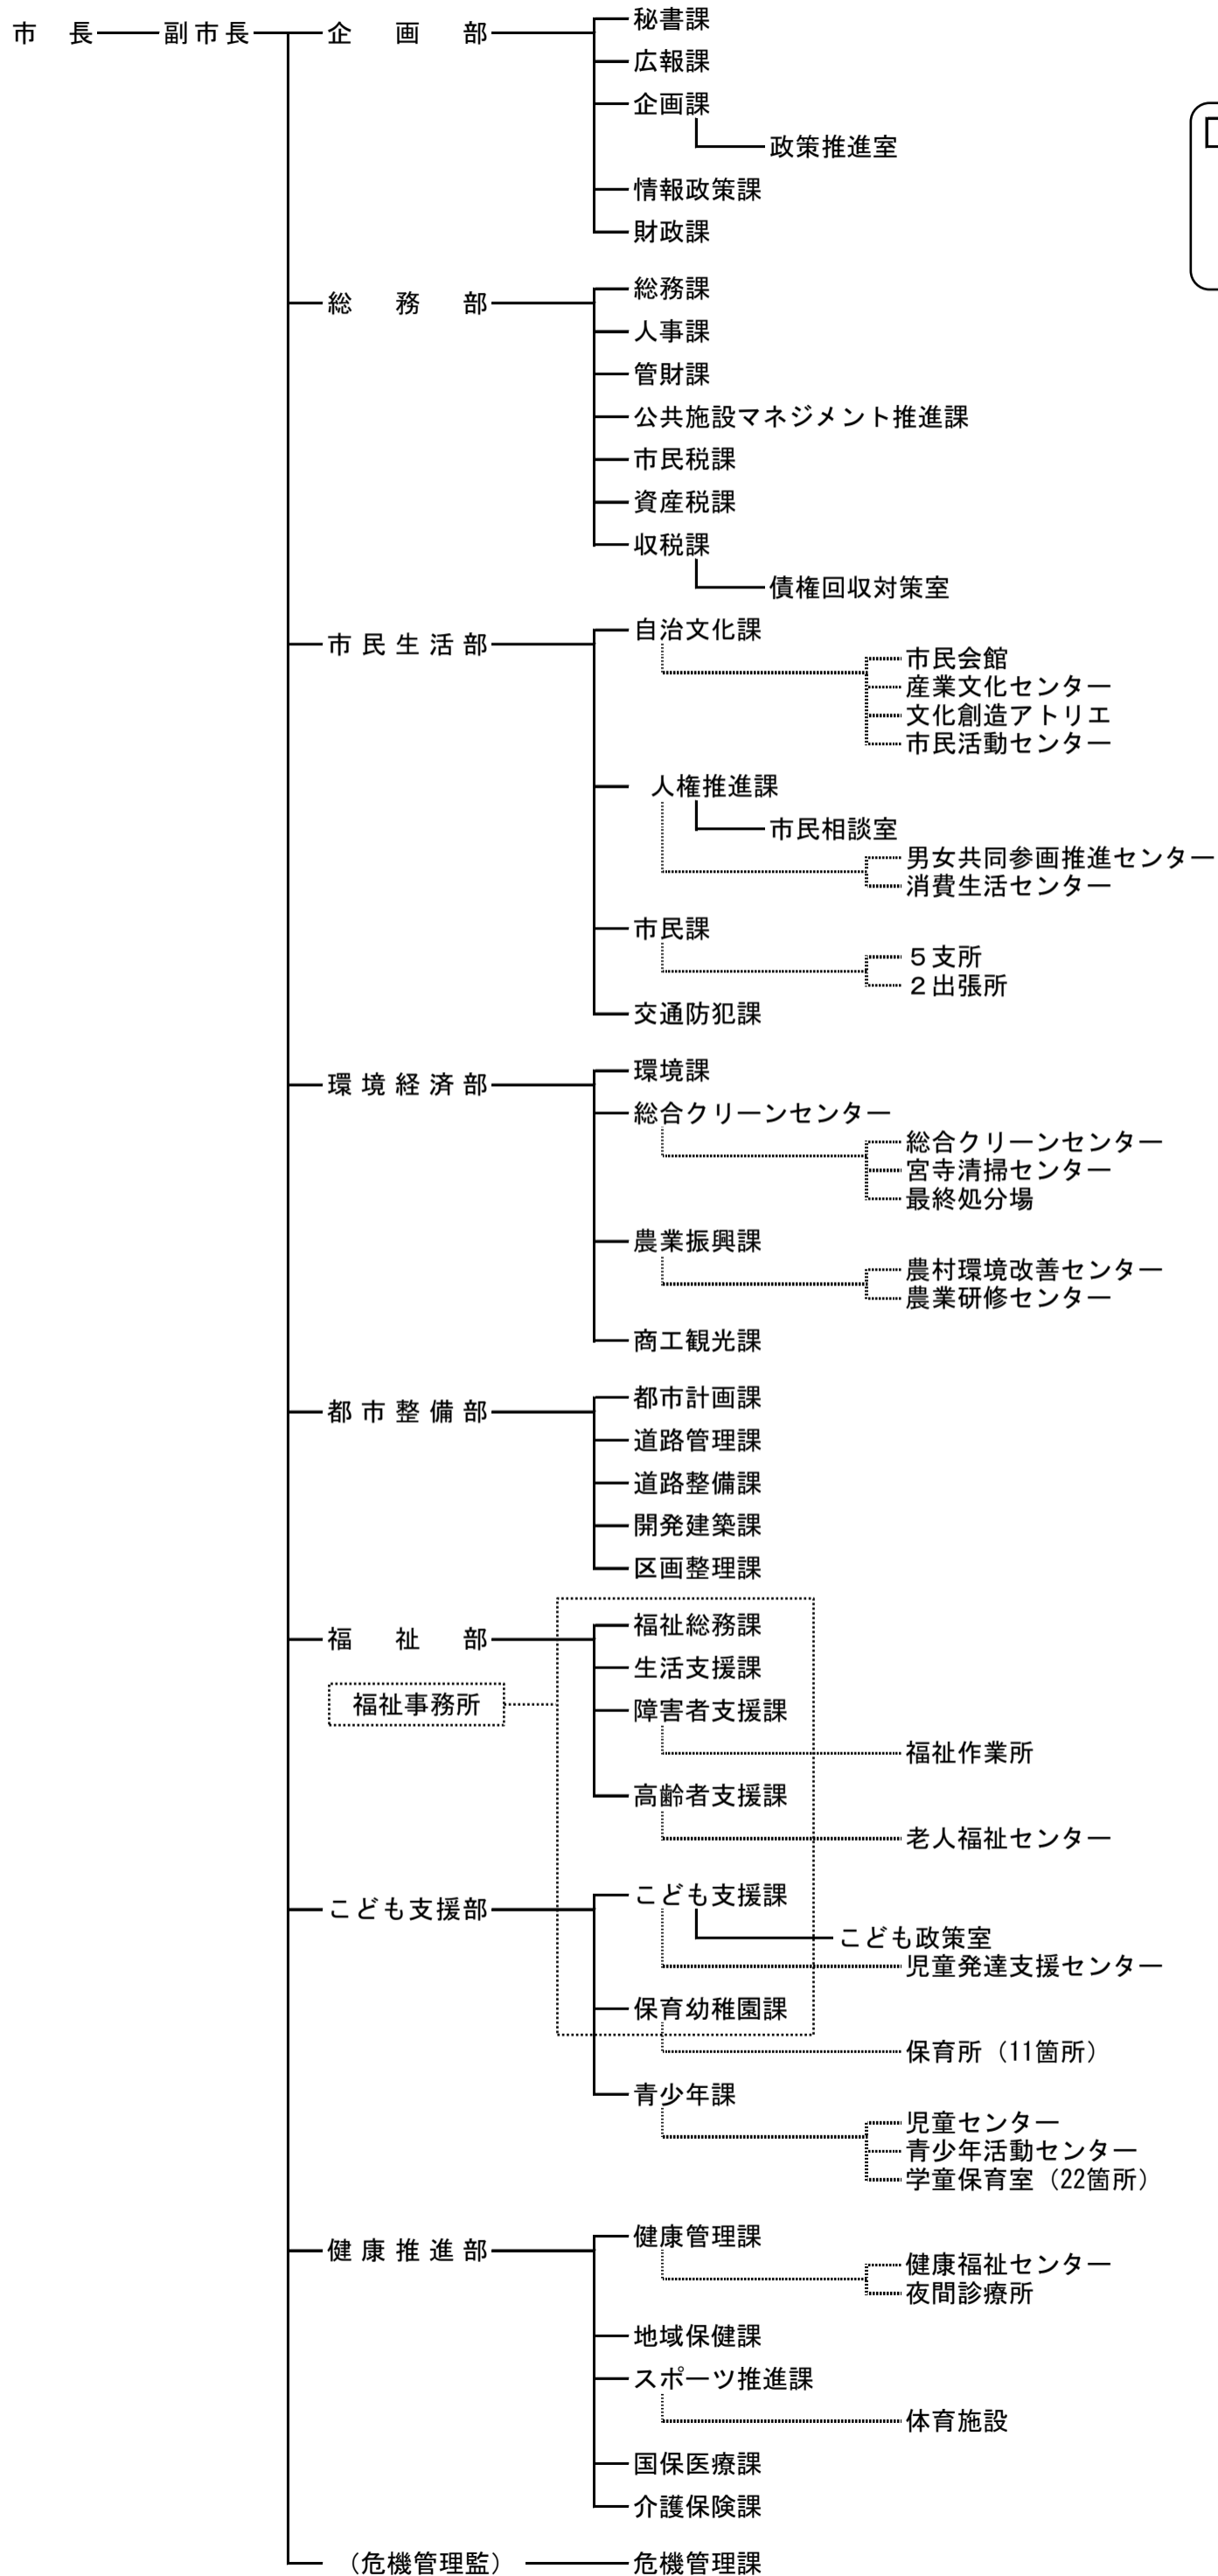 市長 副市長 企画部 秘書課
広報課
企画課
政策推進室
情報政策課
財政課
総務部 総務課
人事課
管財課
公共施設マネジメント推進課
市民税課
資産税課
収税課
債権回収対策室
市民生活部 自治文化課
市民会館
産業文化センター
文化創造アトリエ
市民活動センター
人権推進課
市民相談室
男女共同参画推進センター
消費生活センター
市民課
５支所
２出張所
交通防犯課
環境経済部 環境課
総合クリーンセンター
総合クリーンセンター
宮寺清掃センター
最終処分場
農業振興課
農村環境改善センター
農業研修センター
商工観光課
都市整備部 都市計画課
道路管理課
道路整備課
開発建築課
区画整理課
福祉部 福祉総務課
生活支援課
福祉事務所 障害者支援課
福祉作業所
高齢者支援課
老人福祉センター
こども支援部 こども支援課
こども政策室
児童発達支援センター
保育幼稚園課
保育所（11箇所）
青少年課
児童センター
青少年活動センター
学童保育室（22箇所）
健康推進部 健康管理課
健康福祉センター
夜間診療所
地域保健課
スポーツ推進課
体育施設
国保医療課
介護保険課
（危機管理監） 危機管理課